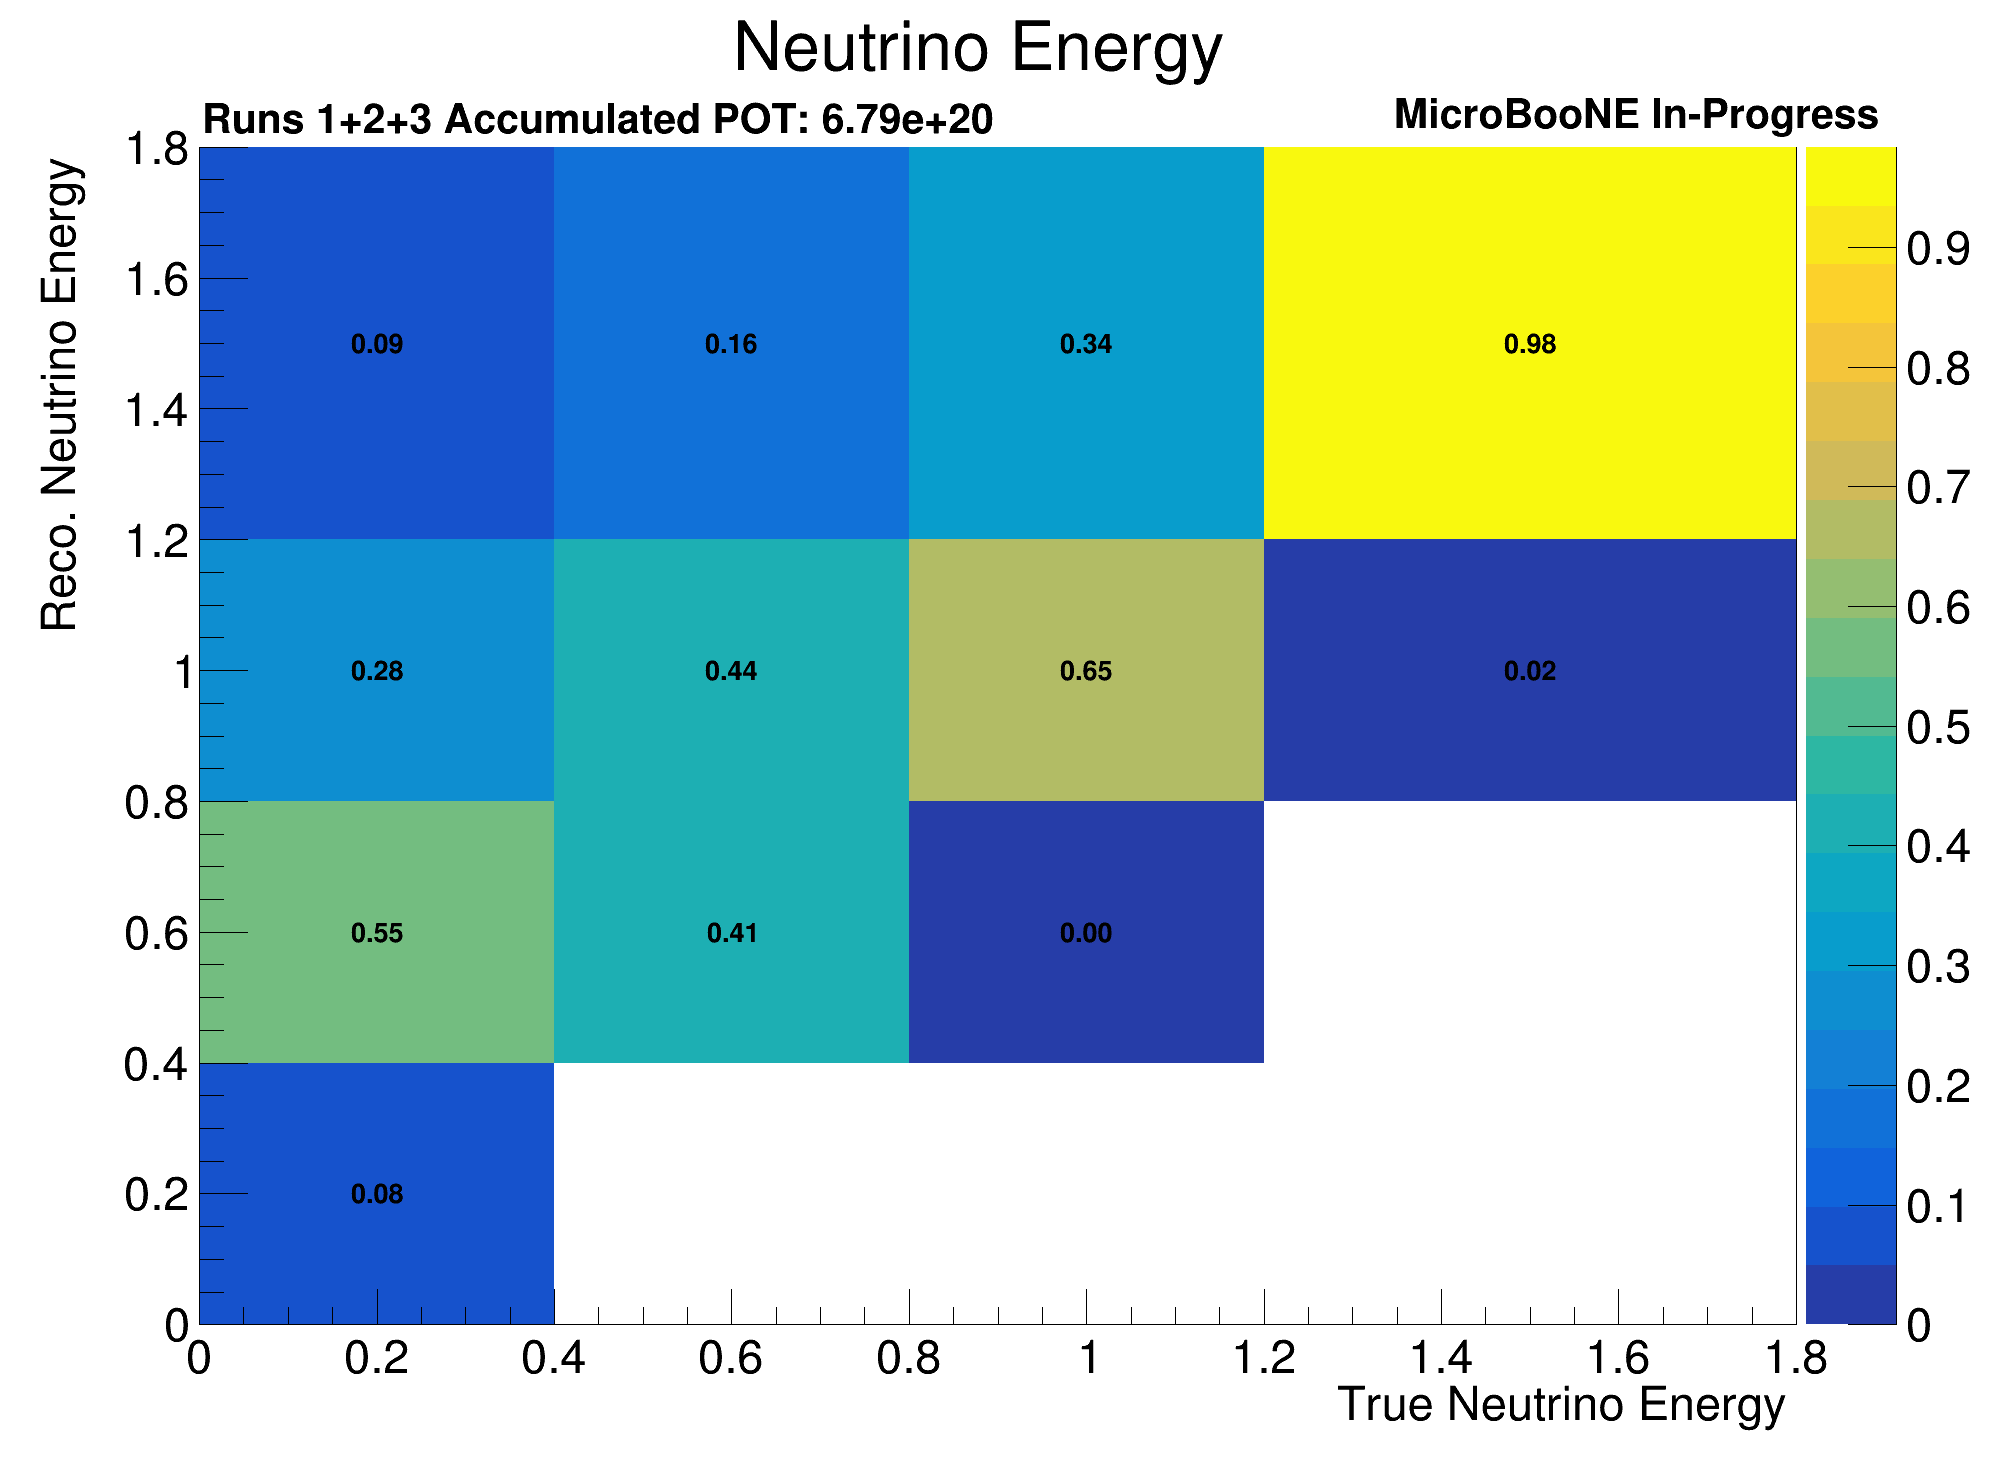 Neutrino Energy
Runs 1+2+3 Accumulated POT: 6.79e+20
MicroBooNE In-Progress
Reco. Neutrino Energy
1.8
1.6
1.4
1.2
1
0.8
0.6
0.4
0.2
0
0.09 0.16 0.34 0.98
0.28 0.44 0.65 0.02
0.55 0.41 0.00
0.08
0.9
0.8
0.7
0.6
0.5
0.4
0.3
0.2
0.1
0
0 0.2 0.4 0.6 0.8 1 1.2 1.4 1.6 1.8
True Neutrino Energy